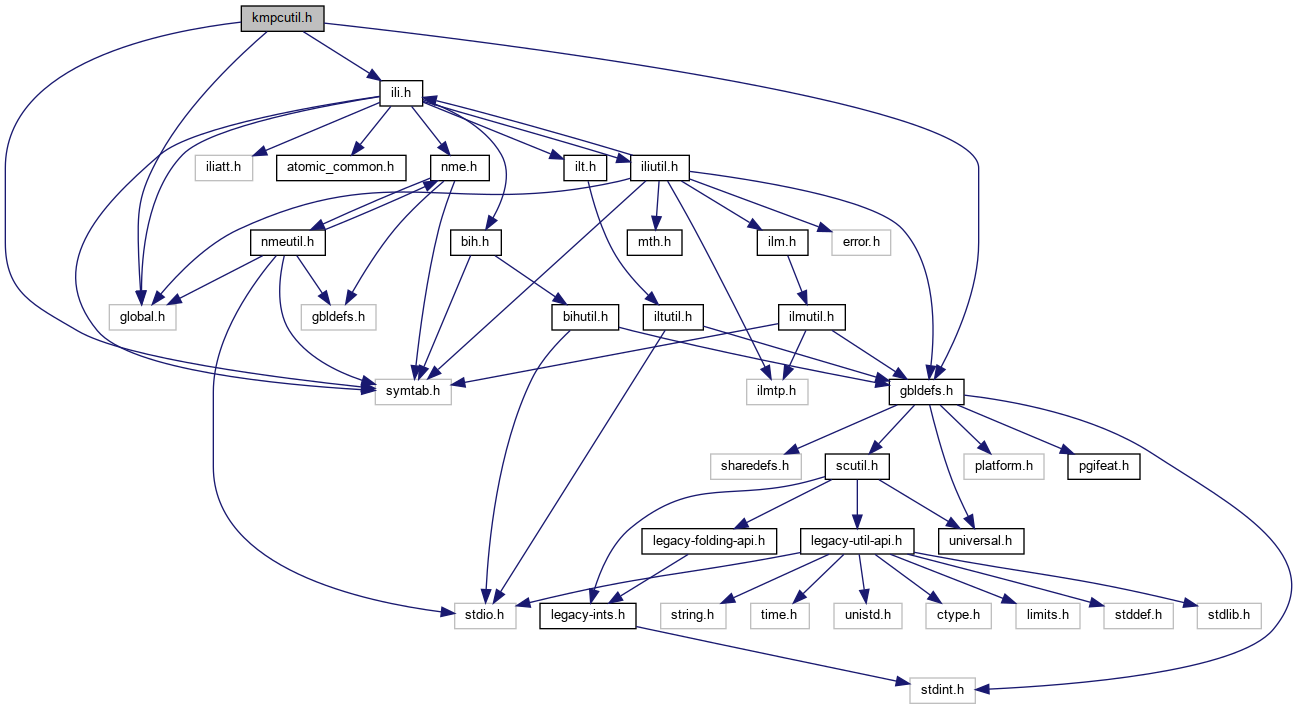 kmpcutil.h
ili.h
iliatt.h
atomic_common.h
nme.h
ilt.h
iliutil.h
nmeutil.h
bih.h
mth.h
ilm.h
error.h
global.h
gbldefs.h
bihutil.h
iltutil.h
ilmutil.h
symtab.h
ilmtp.h
gbldefs.h
sharedefs.h
scutil.h
platform.h
pgifeat.h
legacy-folding-api.h
legacy-util-api.h
universal.h
stdio.h
legacy-ints.h
string.h
time.h
unistd.h
ctype.h
limits.h
stddef.h
stdlib.h
stdint.h